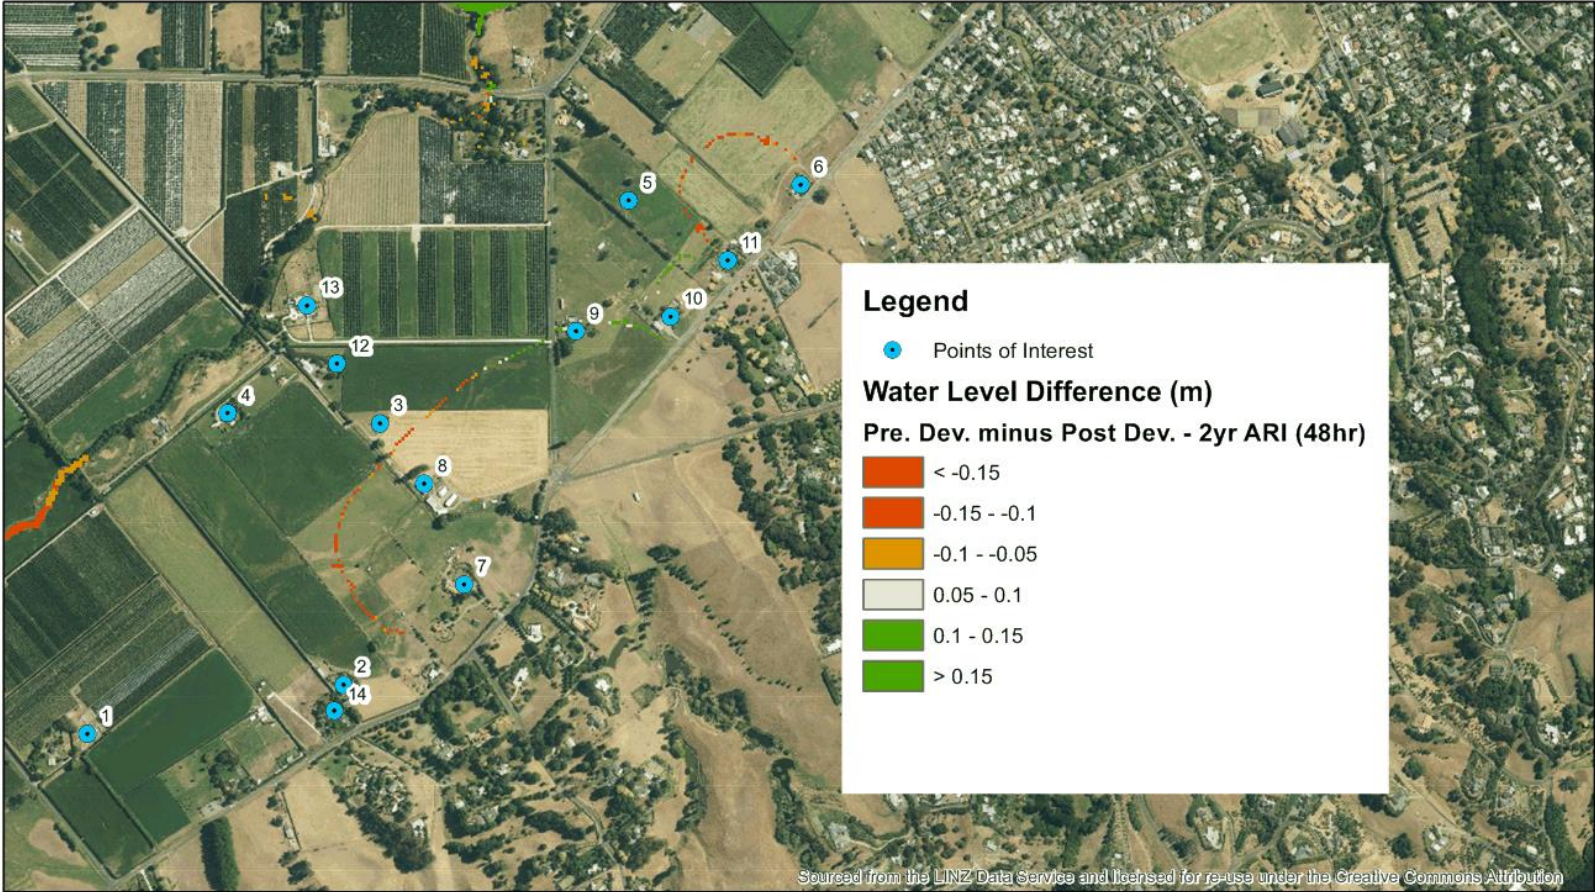 6
5
11
10
13
9
12
4
3
8
7
2
14
1
Legend
Points of Interest
Water Level Difference (m)
Pre. Dev. minus Post Dev. - 2yr ARI (48hr)
< -0.15
-0.15 - -0.1
-0.1 - -0.05
0.05 - 0.1
0.1 - 0.15
> 0.15
Sourced from the LINZ Data Service and licensed for re-use under the Creative Commons Attribution